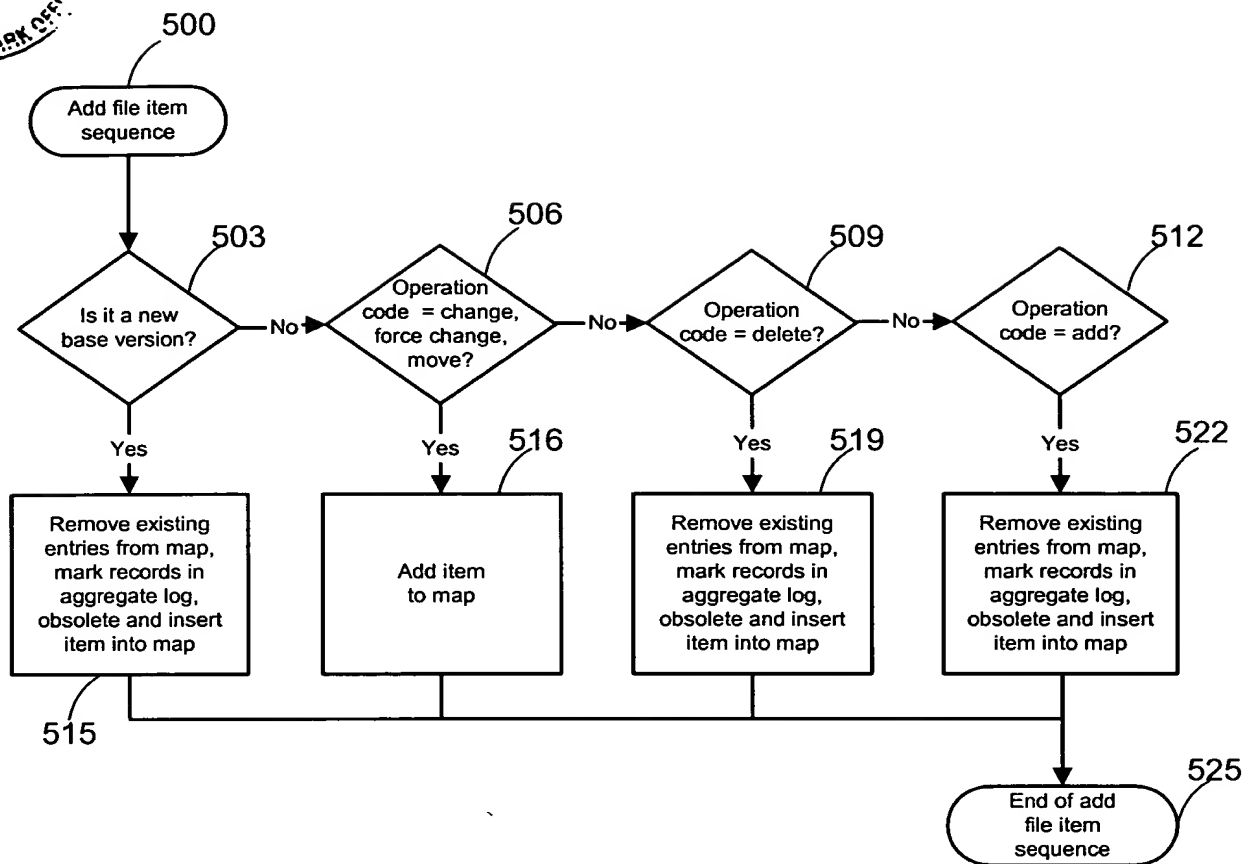 500
Add file item
sequence
503
Is it a new
base version?
No
506
Operation
code = change,
force change,
move?
No
509
Operation
code = delete?
No
512
Operation
code = add?
Yes
Yes
Yes
Yes
515
Remove existing
entries from map,
mark records in
aggregate log,
obsolete and insert
item into map
516
Add item
to map
519
Remove existing
entries from map,
mark records in
aggregate log,
obsolete and insert
item into map
522
Remove existing
entries from map,
mark records in
aggregate log,
obsolete and insert
item into map
525
End of add
file item
sequence